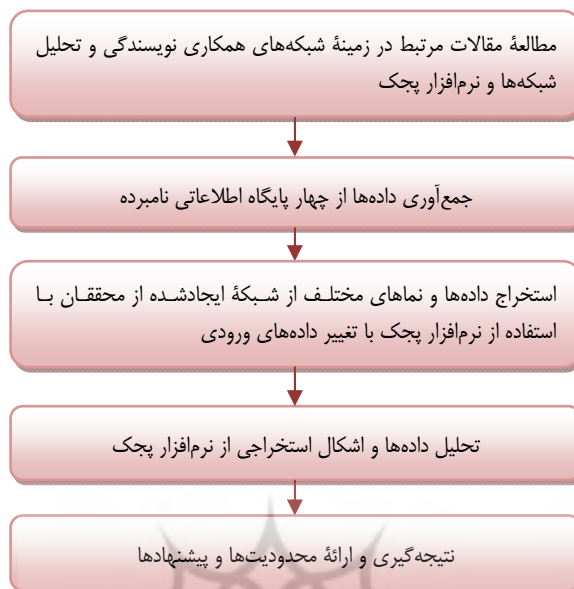 مطالعهٔ مقالات مرتبط در زمینهٔ شبکه‌های همکاری نویسندگی و تحلیل
شبکه‌ها و نرم‌افزار پجک
جمع‌آوری داده‌ها از چهار پایگاه اطلاعاتی نامبرده
استخراج داده‌ها و نماهای مختلف از شبکهٔ ایجادشده از محققان با
استفاده از نرم‌افزار پجک با تغییر داده‌های ورودی
تحلیل داده‌ها و اشکال استخراجی از نرم‌افزار پجک
نتیجه‌گیری و ارائهٔ محدودیت‌ها و پیشنهادها